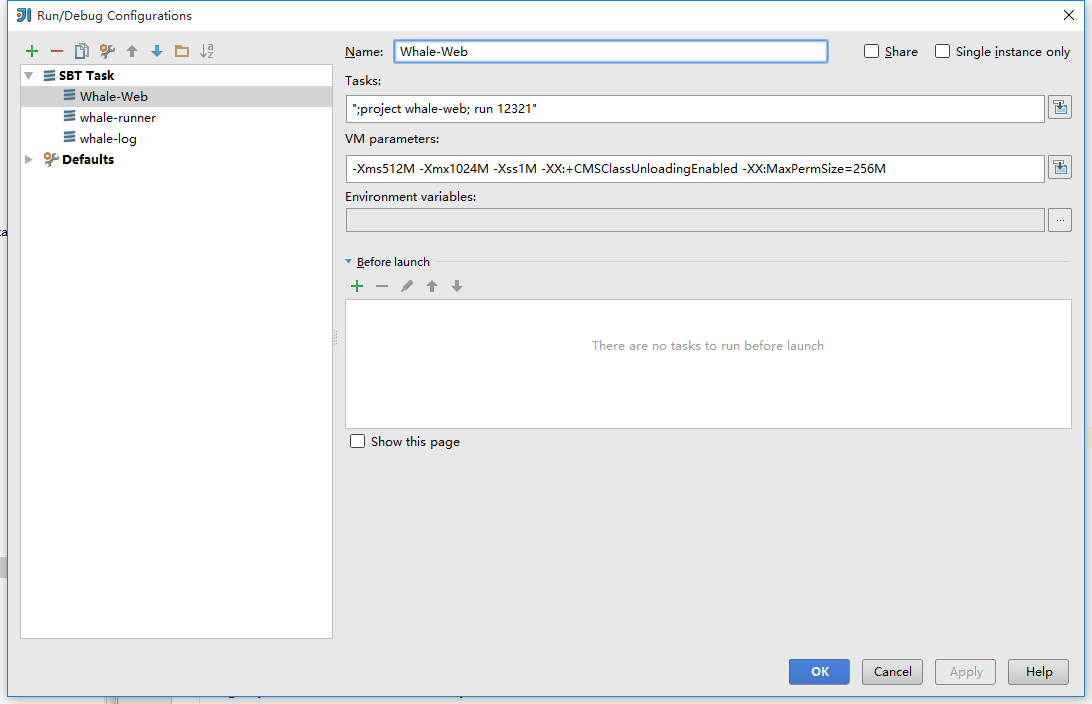 Run/Debug Configurations
Name: Whale-Web Share Single instance only
SBT Task
Whale-Web
whale-runner
whale-log
Defaults
Tasks:
";project whale-web; run 12321"
VM parameters:
-Xms512M -Xmx1024M -Xss1M -XX:+CMSClassUnloadingEnabled -XX:MaxPermSize=256M
Environment variables:
...
Before launch
There are no tasks to run before launch
Show this page
OK Cancel Apply Help